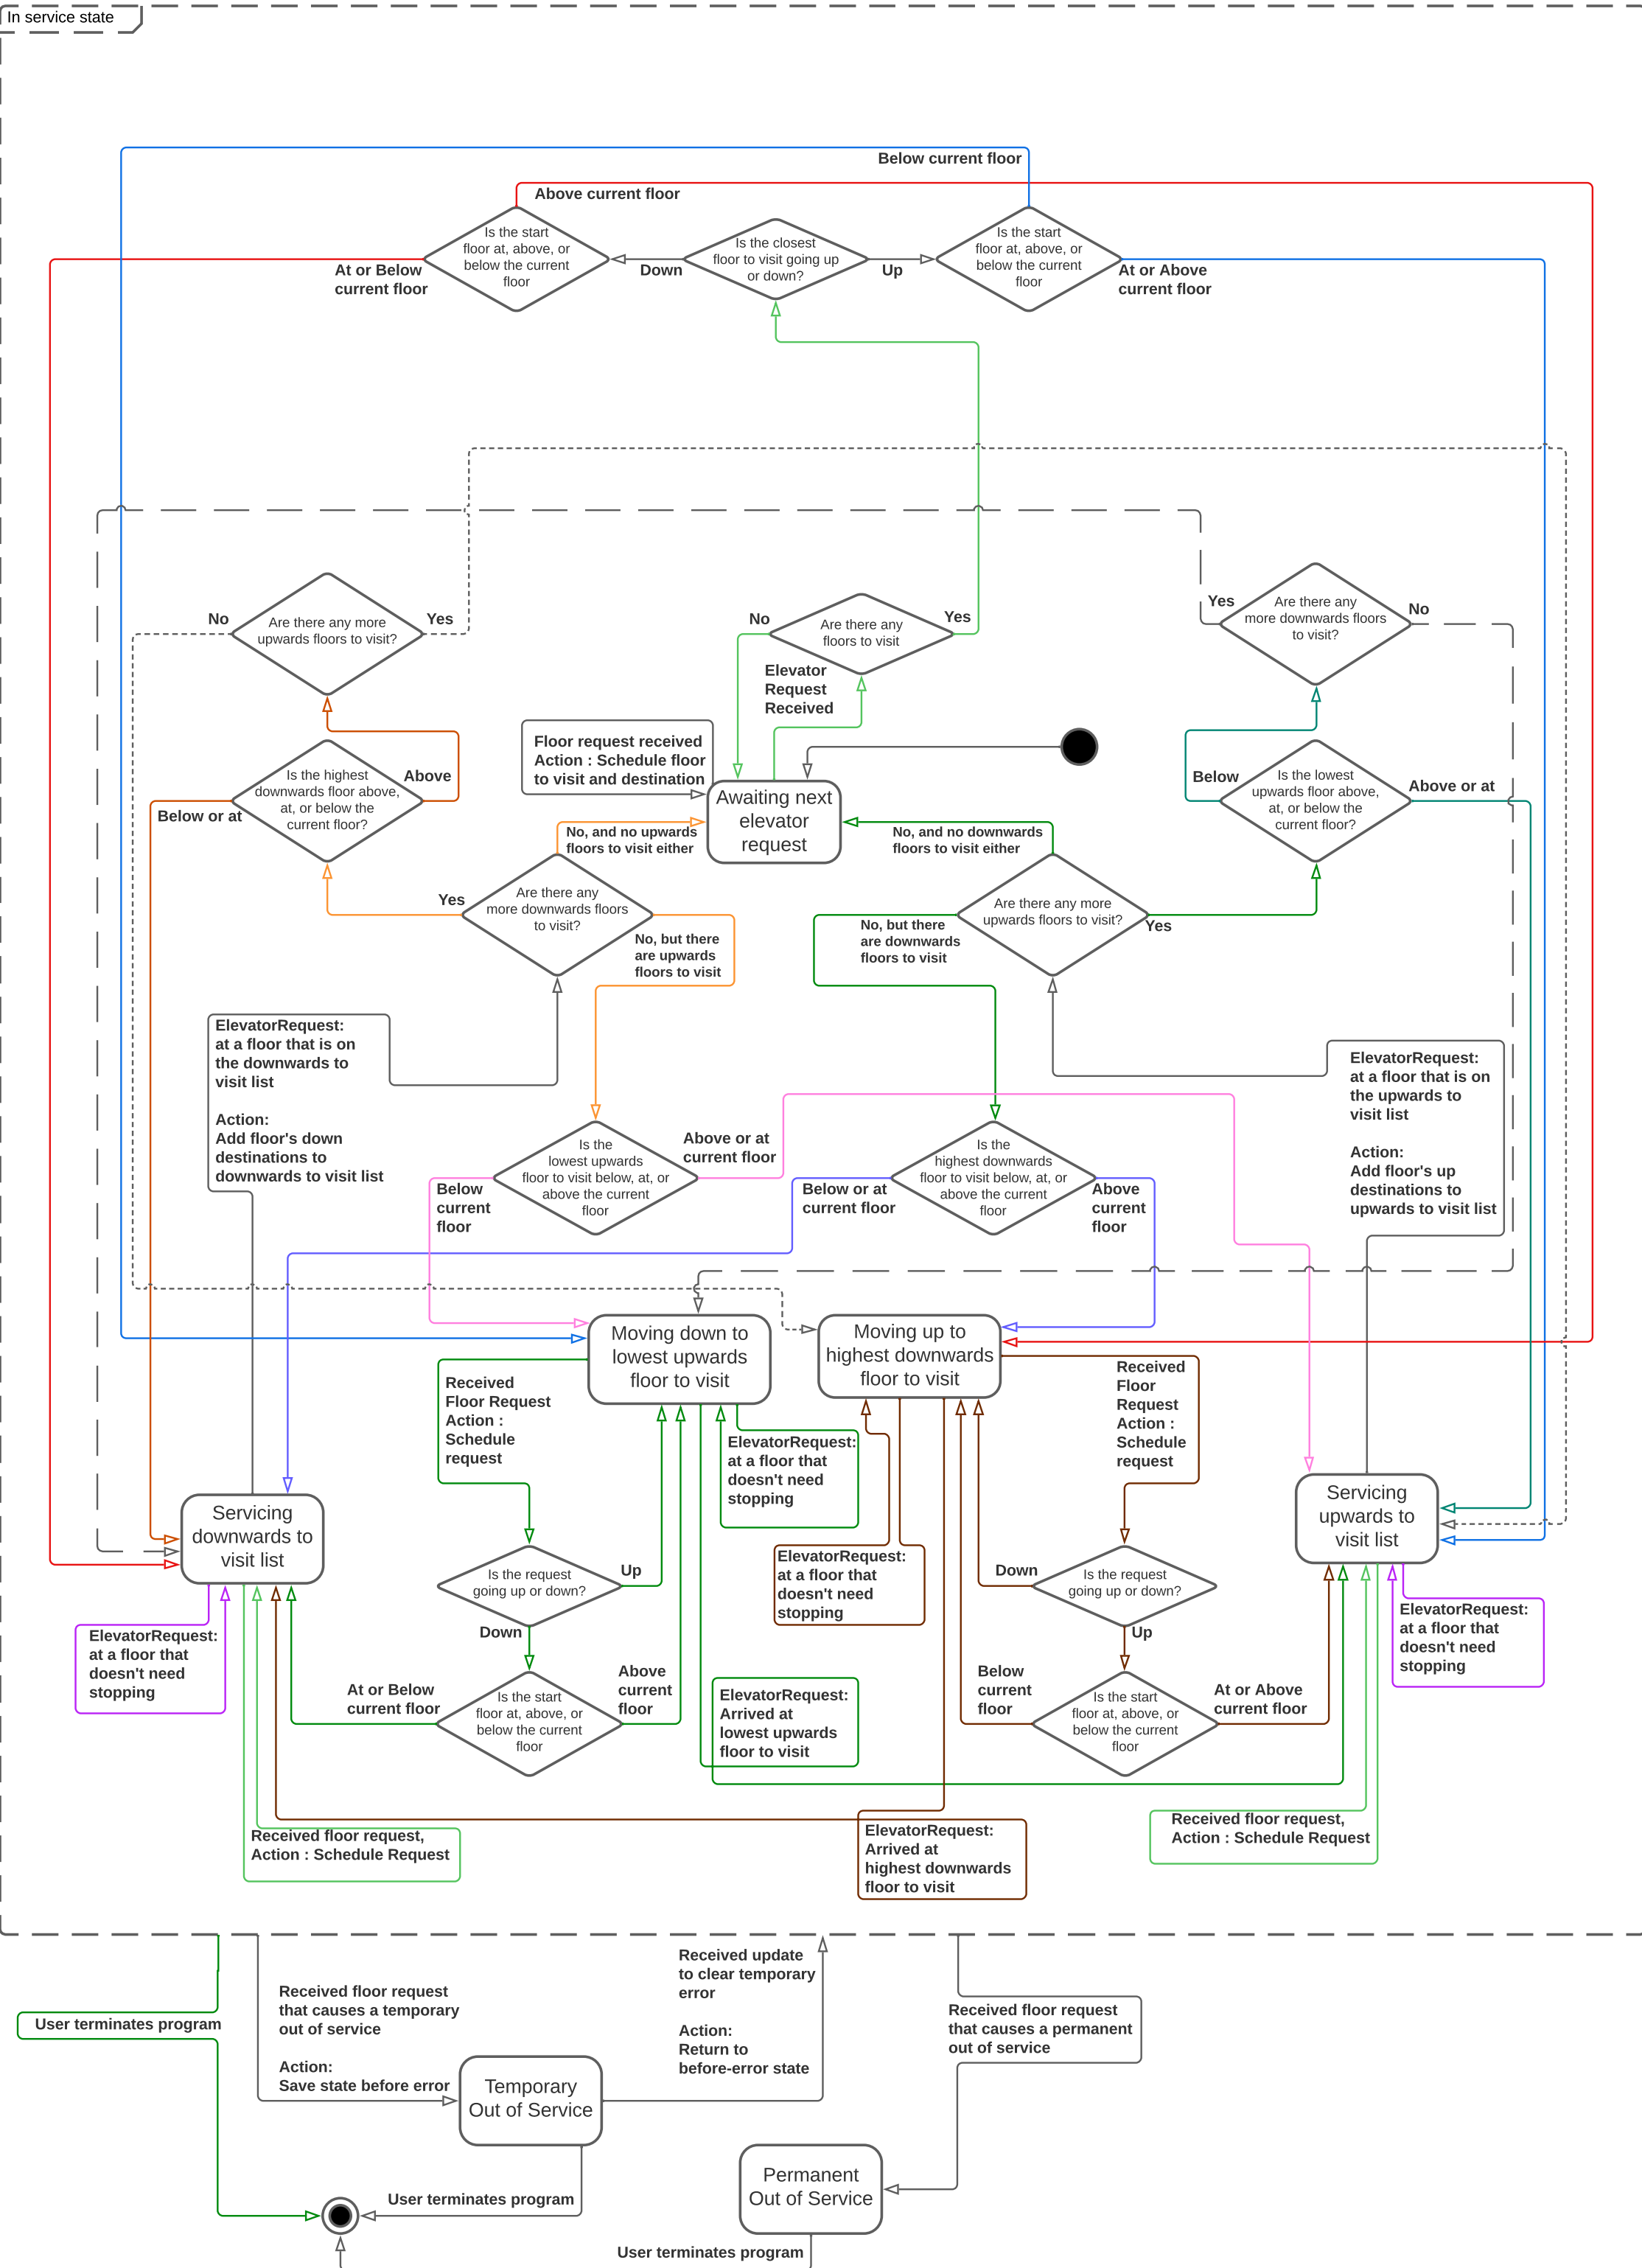 In service state
Below current floor
Above current floor
Is the start
floor at, above, or
below the current
floor
Is the closest
floor to visit going up
or down?
Is the start
floor at, above, or
below the current
floor
At or Below
current floor
Down
Up
At or Above
current floor
No
Are there any more
upwards floors to visit?
Yes
No
Are there any
floors to visit
Yes
Yes
Are there any
more downwards floors
to visit?
No
Elevator
Request
Received
Floor request received
Action : Schedule floor
to visit and destination
Is the highest
downwards floor above,
at, or below the
current floor?
Above
Below or at
Awaiting next
elevator
request
Below
Is the lowest
upwards floor above,
at, or below the
current floor?
Above or at
No, and no upwards
floors to visit either
No, and no downwards
floors to visit either
Yes
Are there any
more downwards floors
to visit?
No, but there
are upwards
floors to visit
No, but there
are downwards
floors to visit
Are there any more
upwards floors to visit?
Yes
ElevatorRequest:
at a floor that is on
the downwards to
visit list
Action:
Add floor's down
destinations to
downwards to visit list
ElevatorRequest:
at a floor that is on
the upwards to
visit list
Action:
Add floor's up
destinations to
upwards to visit list
Is the
lowest upwards
floor to visit below, at, or
above the current
floor
Above or at
current floor
Below
current
floor
Is the
highest downwards
floor to visit below, at, or
above the current
floor
Below or at
current floor
Above
current
floor
Moving down to
lowest upwards
floor to visit
Moving up to
highest downwards
floor to visit
Received
Floor Request
Action :
Schedule
request
ElevatorRequest:
at a floor that
doesn't need
stopping
Received
Floor
Request
Action :
Schedule
request
Servicing
downwards to
visit list
Servicing
upwards to
visit list
Is the request
going up or down?
Up
Down
ElevatorRequest:
at a floor that
doesn't need
stopping
Down
Is the request
going up or down?
Up
ElevatorRequest:
at a floor that
doesn't need
stopping
ElevatorRequest:
at a floor that
doesn't need
stopping
At or Below
current floor
Is the start
floor at, above, or
below the current
floor
Above
current
floor
ElevatorRequest:
Arrived at
lowest upwards
floor to visit
Below
current
floor
Is the start
floor at, above, or
below the current
floor
At or Above
current floor
Received floor request,
Action : Schedule Request
ElevatorRequest:
Arrived at
highest downwards
floor to visit
Received floor request,
Action : Schedule Request
User terminates program
Received floor request
that causes a temporary
out of service
Action:
Save state before error
Received update
to clear temporary
error
Action:
Return to
before-error state
Received floor request
that causes a permanent
out of service
Temporary
Out of Service
Permanent
Out of Service
User terminates program
User terminates program